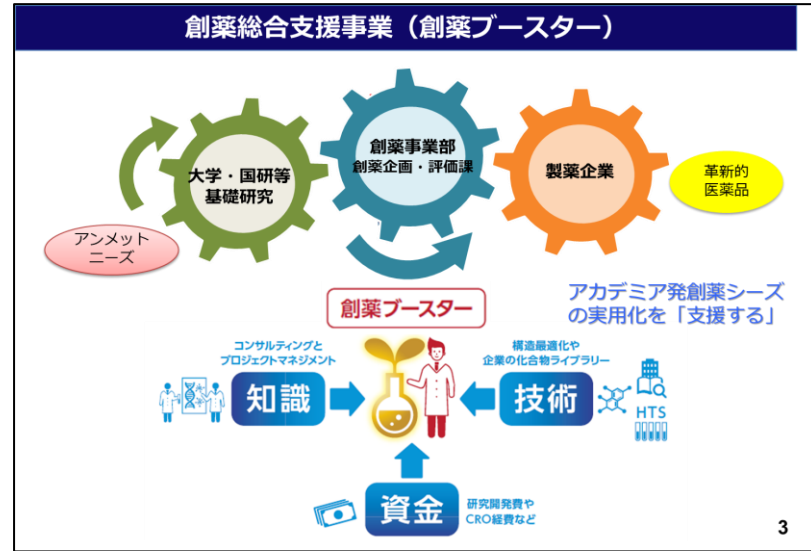 創薬総合支援事業（創薬ブースター）
大学・国研等
基礎研究
創薬事業部
創薬企画・評価課
製薬企業
革新的
医薬品
アンメット
ニーズ
アカデミア発創薬シーズ
の実用化を「支援する」
創薬ブースター
コンサルティングと
プロジェクトマネジメント
知識
構造最適化や
企業の化合物ライブラリー
技術
HTS
資金
研究開発費や
CRO経費など
3